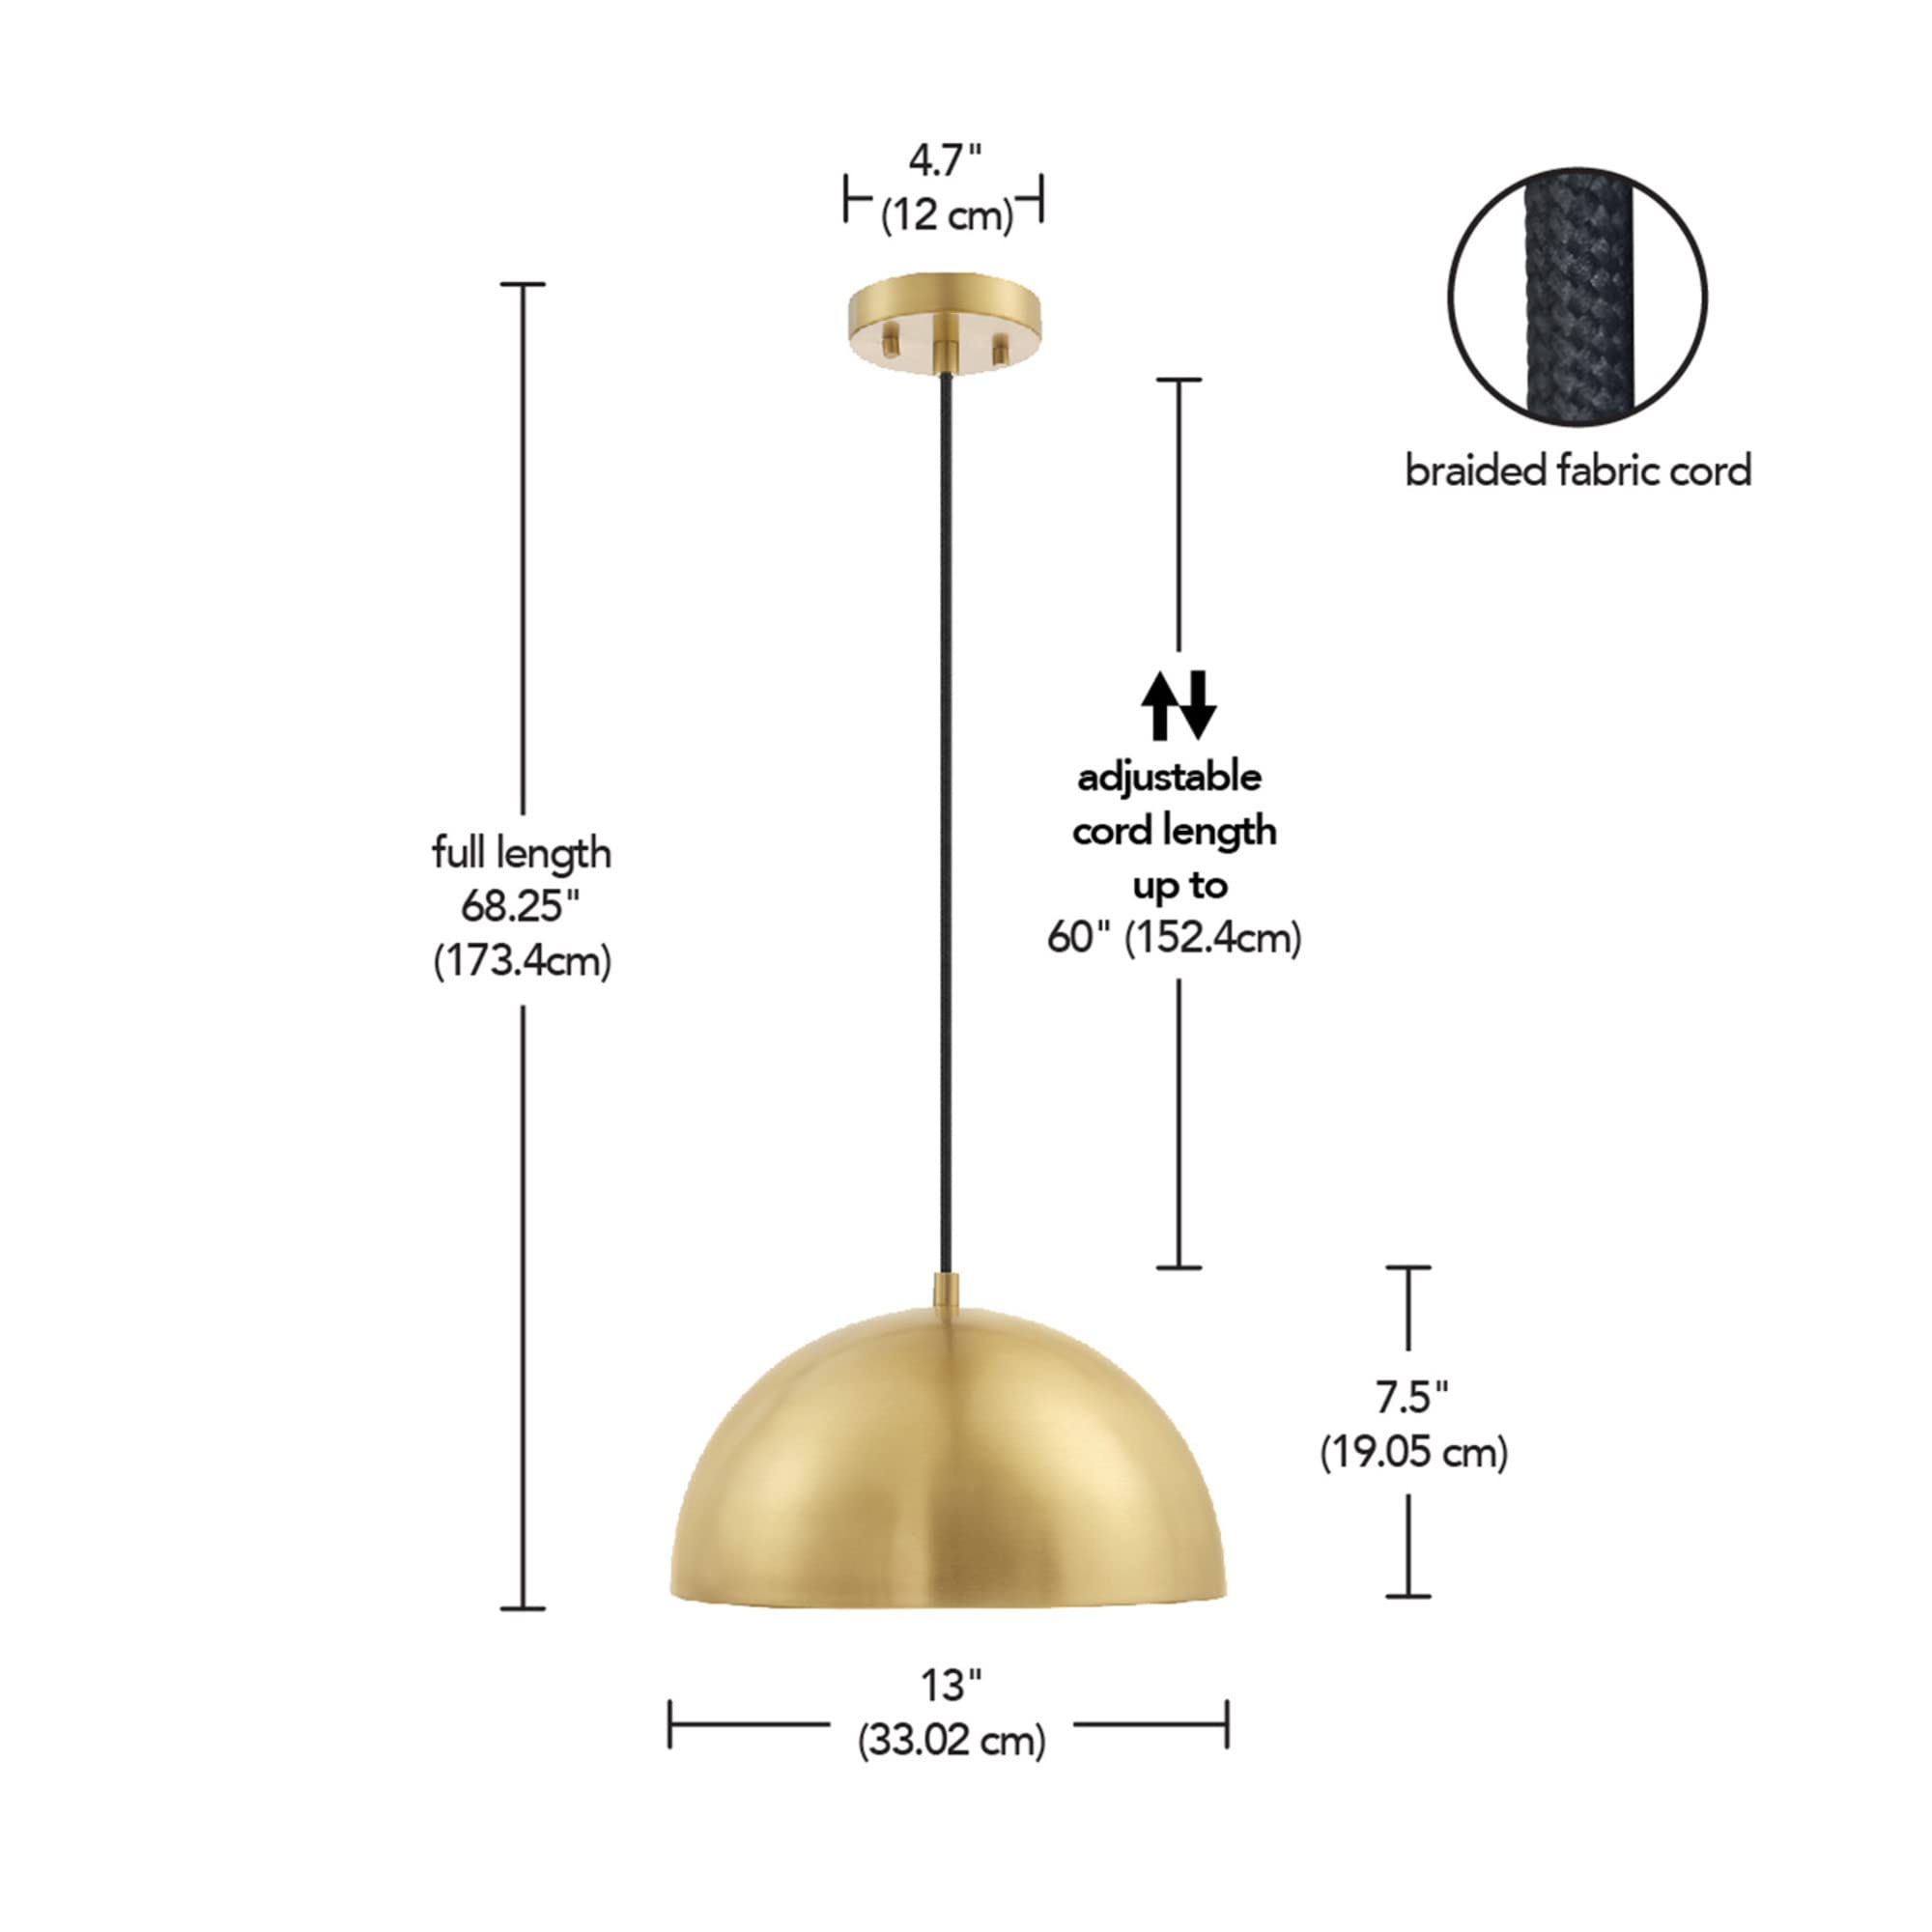 4.7"
(12 cm)
braided fabric cord
adjustable
cord length
up to
60" (152.4cm)
full length
68.25"
(173.4cm)
7.5"
(19.05 cm)
13"
(33.02 cm)